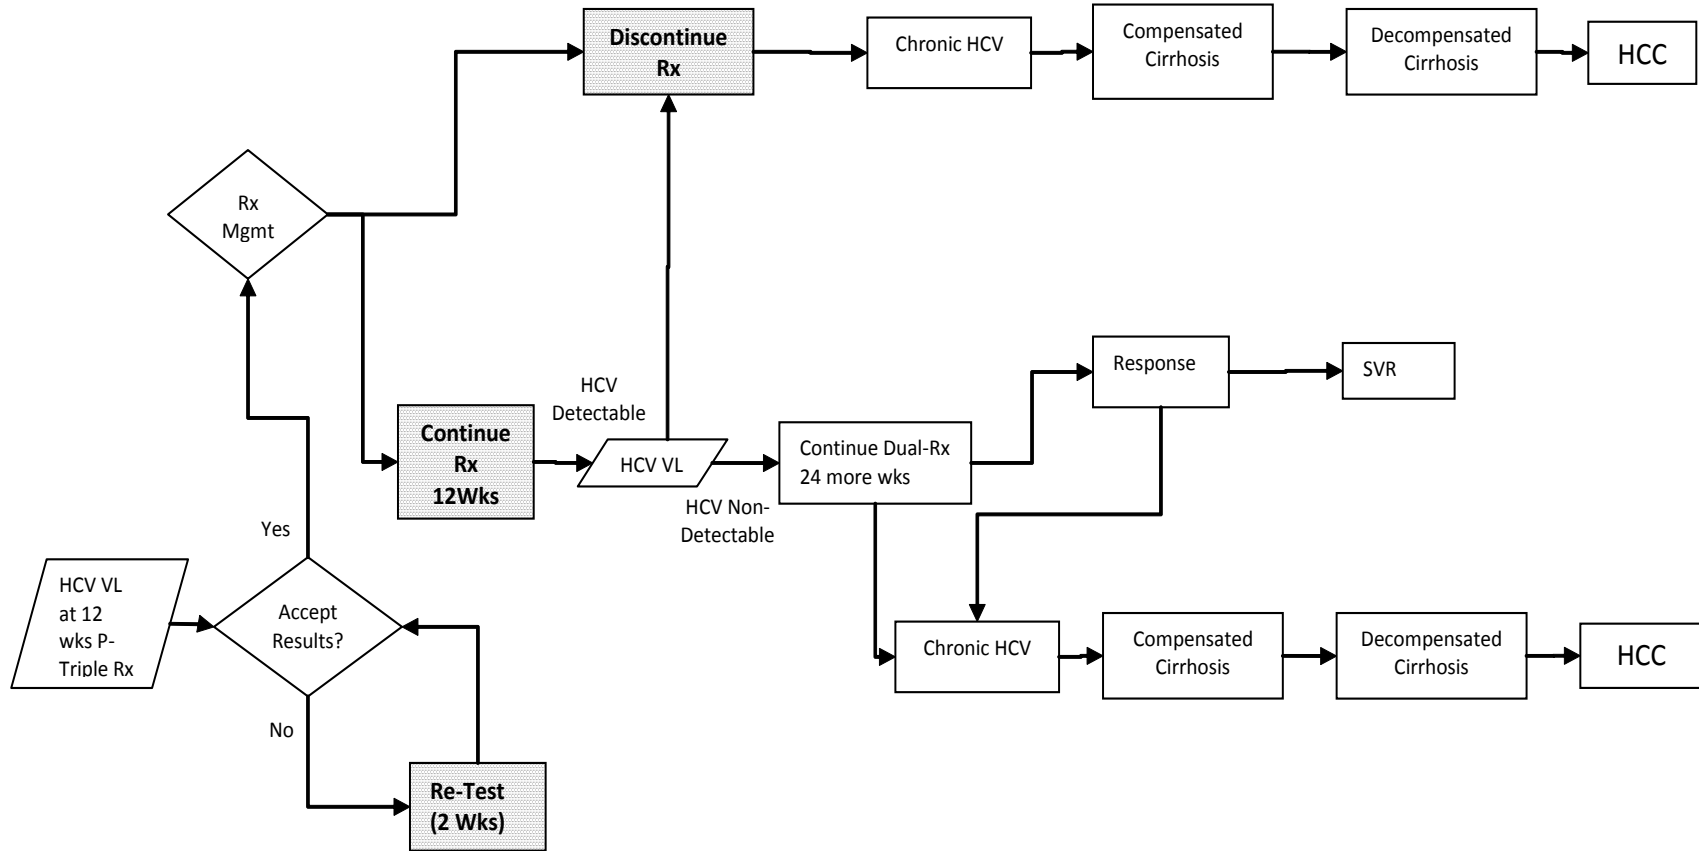 Discontinue
Rx
Chronic HCV
Compensated
Cirrhosis
Decompensated
Cirrhosis
HCC
Rx
Mgmt
HCV
Detectable
Response
SVR
Continue
Rx
12Wks
HCV VL
Continue Dual-Rx
24 more wks
HCV Non-
Detectable
Yes
HCV VL
at 12
wks P-
Triple Rx
Accept
Results?
Chronic HCV
Compensated
Cirrhosis
Decompensated
Cirrhosis
HCC
No
Re-Test
(2 Wks)